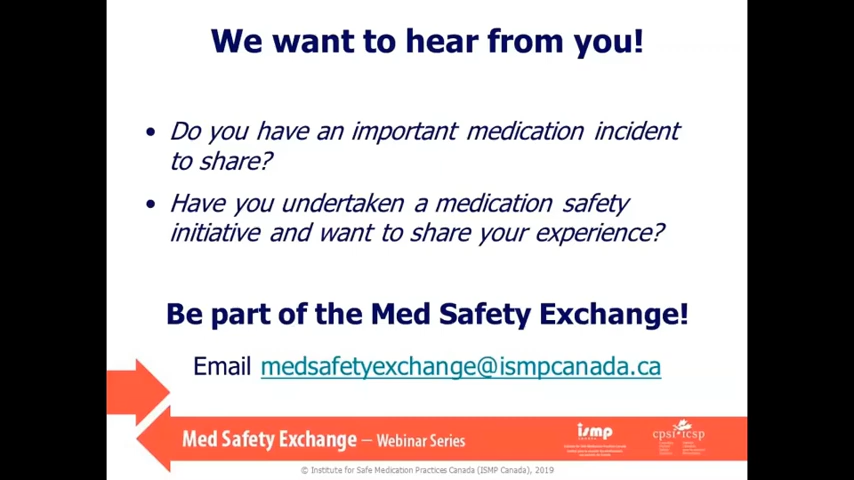 We want to hear from you!
• Do you have an important medication incident
to share?
• Have you undertaken a medication safety
initiative and want to share your experience?
Be part of the Med Safety Exchange!
Email medsafetyexchange@ismpcanada.ca
Med Safety Exchange – Webinar Series
ismp
CANADA
cpsi icsp
© Institute for Safe Medication Practices Canada (ISMP Canada), 2019